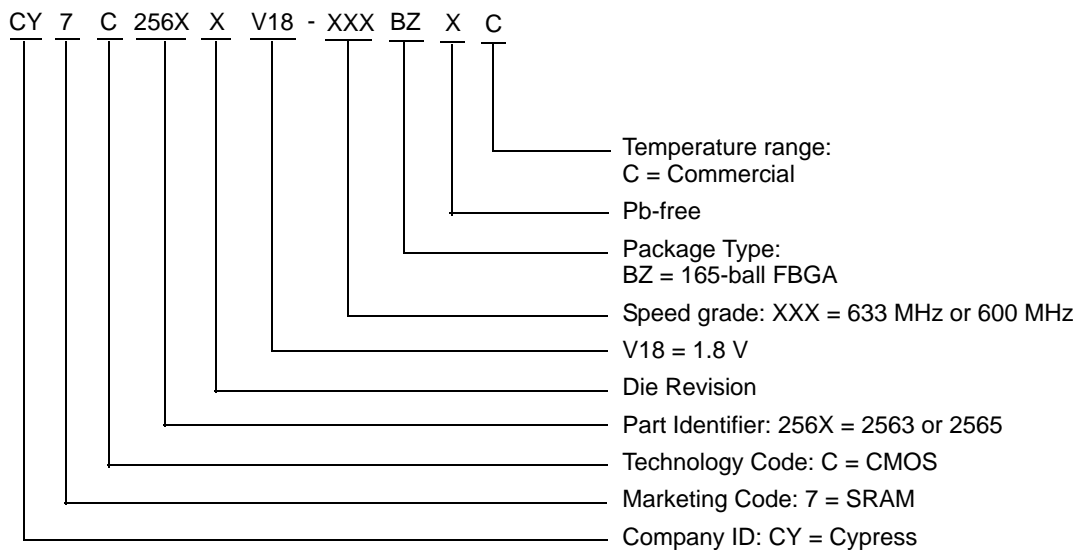 CY 7 C 256X X V18 - XXX BZ X C
Temperature range:
C = Commercial
Pb-free
Package Type:
BZ = 165-ball FBGA
Speed grade: XXX = 633 MHz or 600 MHz
V18 = 1.8 V
Die Revision
Part Identifier: 256X = 2563 or 2565
Technology Code: C = CMOS
Marketing Code: 7 = SRAM
Company ID: CY = Cypress